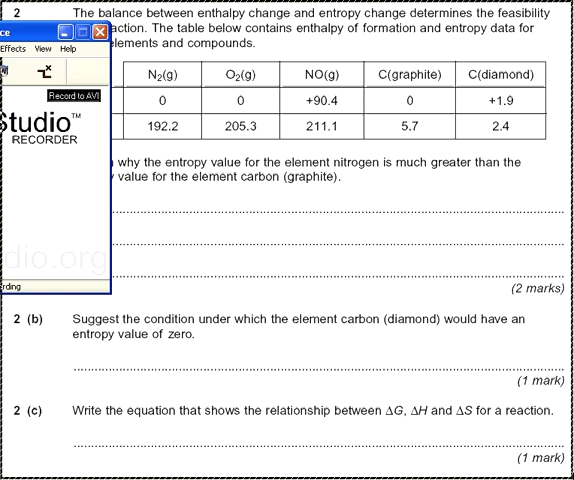 2 The balance between enthalpy change and entropy change determines the feasibility
action. The table below contains enthalpy of formation and entropy data for
elements and compounds.
ce
Effects View Help
Record to AVI
Studio™
RECORDER
dio.org
rding
N₂(g) O₂(g) NO(g) C(graphite) C(diamond)
0 0 +90.4 0 +1.9
192.2 205.3 211.1 5.7 2.4
why the entropy value for the element nitrogen is much greater than the
value for the element carbon (graphite).
(2 marks)
2 (b) Suggest the condition under which the element carbon (diamond) would have an
entropy value of zero.
(1 mark)
2 (c) Write the equation that shows the relationship between ΔG, ΔH and ΔS for a reaction.
(1 mark)